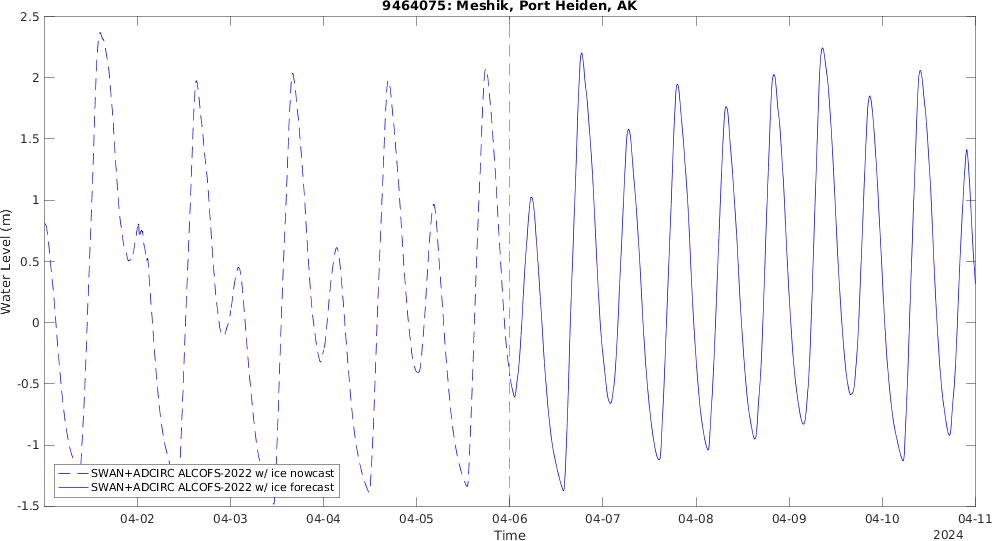 9464075: Meshik, Port Heiden, AK
2.5
2
1.5
1
0.5
0
-0.5
-1
-1.5
Water Level (m)
SWAN+ADCIRC ALCOFS-2022 w/ ice nowcast
SWAN+ADCIRC ALCOFS-2022 w/ ice forecast
04-02 04-03 04-04 04-05 04-06 04-07 04-08 04-09 04-10 04-11
Time
2024